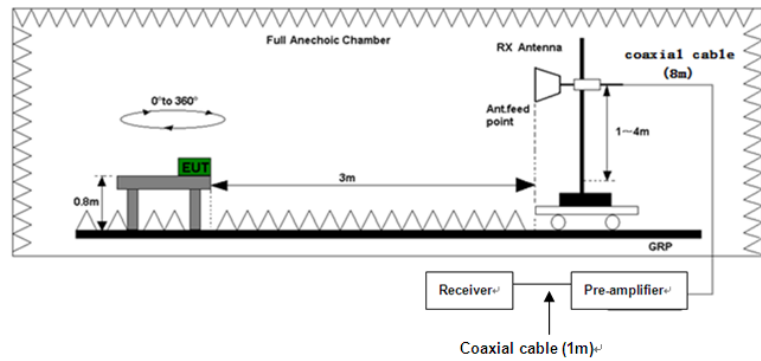 Full Anechoic Chamber
RX Antenna
coaxial cable
(8m)
0°to 360°
Ant.feed
point
1~4m
EUT
3m
0.8m
GRP
Receiver↵
Pre-amplifier↵
Coaxial cable (1m)↵